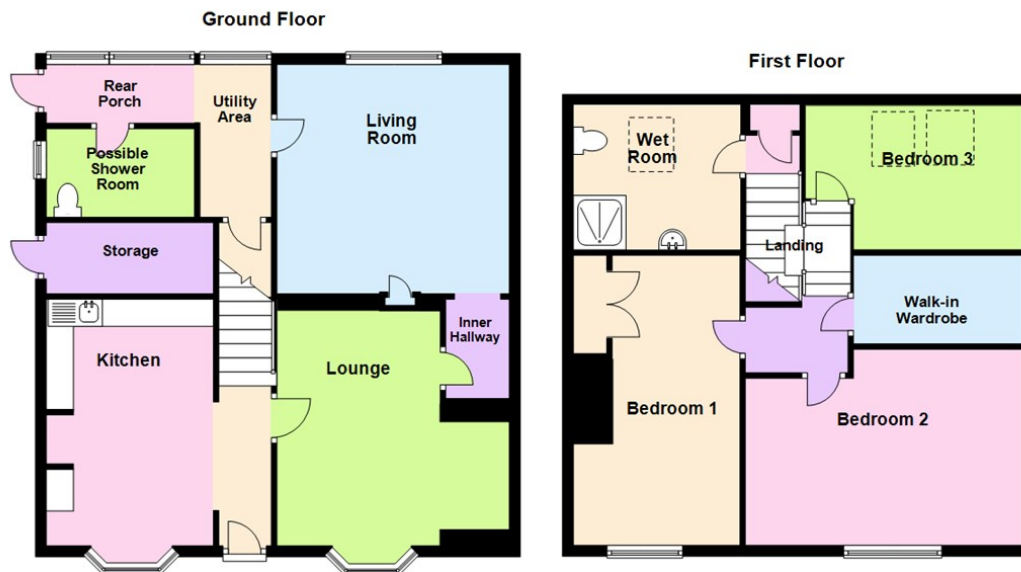 Ground Floor
Rear
Porch
Utility
Area
Living
Room
Possible
Shower
Room
Storage
Kitchen
Lounge
Inner
Hallway
First Floor
Wet
Room
Bedroom 3
Landing
Walk-in
Wardrobe
Bedroom 1
Bedroom 2